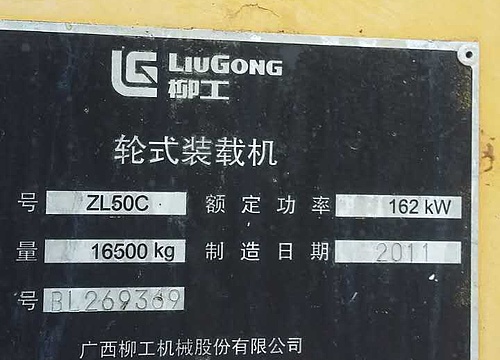 LIUGONG
柳工
轮式装载机
号 ZL50C 额定功率 162 kW
量 16500 kg 制造日期 2011
号 BL269369
广西柳工机械股份有限公司